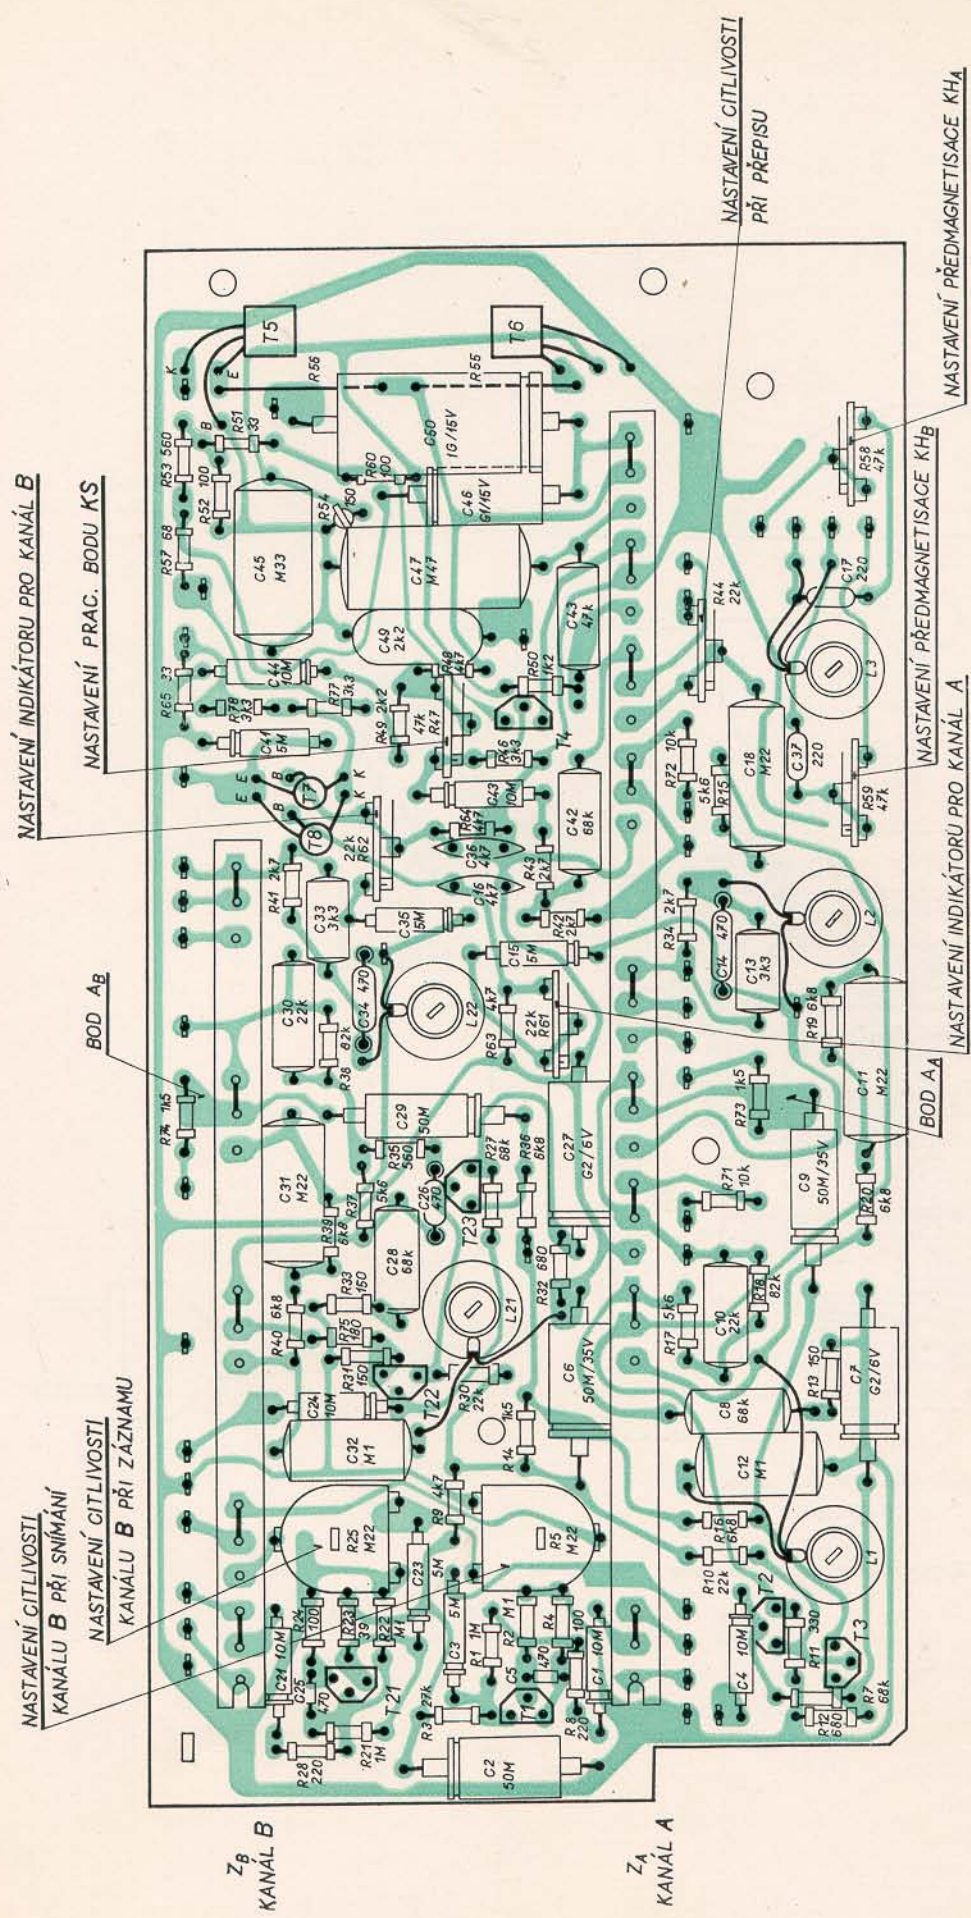 NASTAVENÍ CITLIVOSTI
KANÁLU B PŘI SNÍMÁNÍ
NASTAVENÍ CITLIVOSTI
KANALU B PŘI ZÁZNAMU
BOD A_B
NASTAVENÍ INDIKÁTORU PRO KANÁL B
NASTAVENÍ PRAC. BODU KS
Z_B
KANÁL B
Z_A
KANÁL A
R74 1k5
R65 33
R57 68
R53 560
R52 100
R51 33
B
K
E
T5
R56
R55
T6
C50
1G/15V
R60
100
C46
G1/15V
R54
150
C45
M33
C47
M47
C49
2k2
C44
10M
R78
3k3
R77
3k3
C41
5M
R49 2k2
47k
R47
R48
4k7
R50
1k2
C43
47k
T4
R46
3k3
C43
10M
R64
4k7
C36
4k7
C16
4k7
R43
2k7
C42
68k
R42
2k7
E
B
K
T7
E
B
K
T8
22k
R62
R41 2k7
C33
3k3
C35
5M
C15
5M
C30
22k
C34 470
R38
82k
L22
R63 4k7
22k
R61
C31
M22
C29
50M
R35
560
R37
5k6
C26
470
R27
68k
R36
6k8
C27
G2/6V
R39
6k8
C28
68k
T23
R40 6k8
R33
150
R75
180
R31
150
L21
R32 680
T22
R30
22k
C6
50M/35V
C24
10M
C32
M1
R14 1k5
R9 4k7
R25
M22
R5
M22
C23
5M
C3 5M
R24
100
R23
39
R22
M1
C21 10M
C25
470
T21
R28
220
R21
1M
R1 1M
R2 M1
R4
100
C5 470
C1 10M
R3 27k
T1
R8
220
C2
50M
R44
22k
R58
47k
C17
220
L3
R72 10k
5k6
R15
C18
M22
C37
220
R59
47k
R34 2k7
C14 470
C13
3k3
L2
R19 6k8
C11
M22
R73 1k5
R71
10k
C9
50M/35V
R20
6k8
R17 5k6
C10
22k
R18
82k
R13 150
C7
G2/6V
C8
68k
C12
M1
R16
6k8
R10
22k
L1
C4 10M
T2
R11 330
T3
R12
680
R7
68k
BOD A_A
NASTAVENÍ INDIKÁTORU PRO KANÁL A
NASTAVENÍ PŘEDMAGNETISACE KH_B
NASTAVENÍ CITLIVOSTI
PŘI PŘEPISU
NASTAVENÍ PŘEDMAGNETISACE KH_A